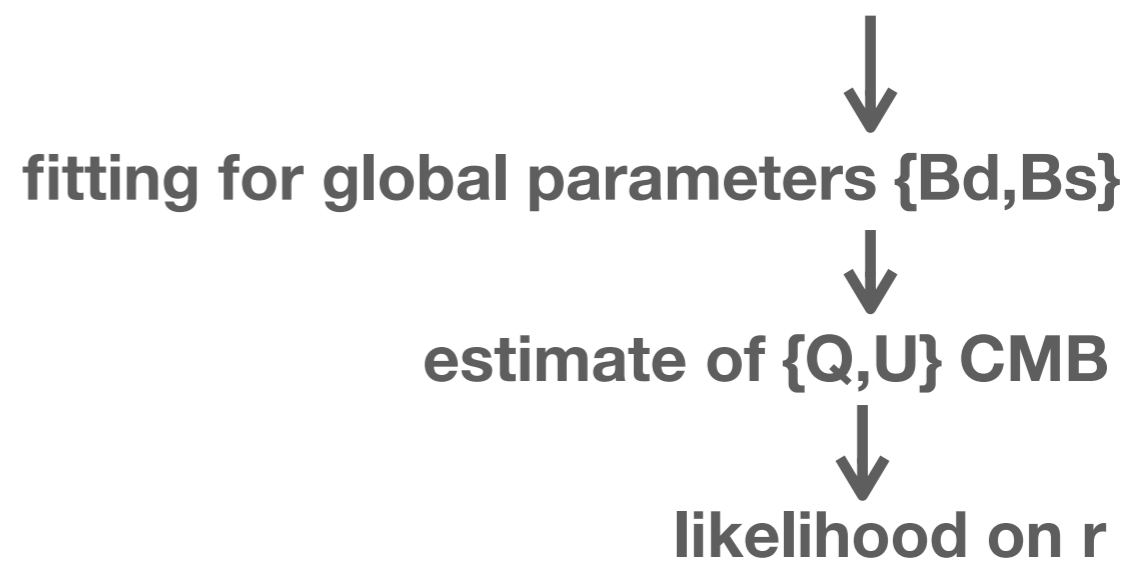 fitting for global parameters {Bd,Bs}
estimate of {Q,U} CMB
likelihood on r